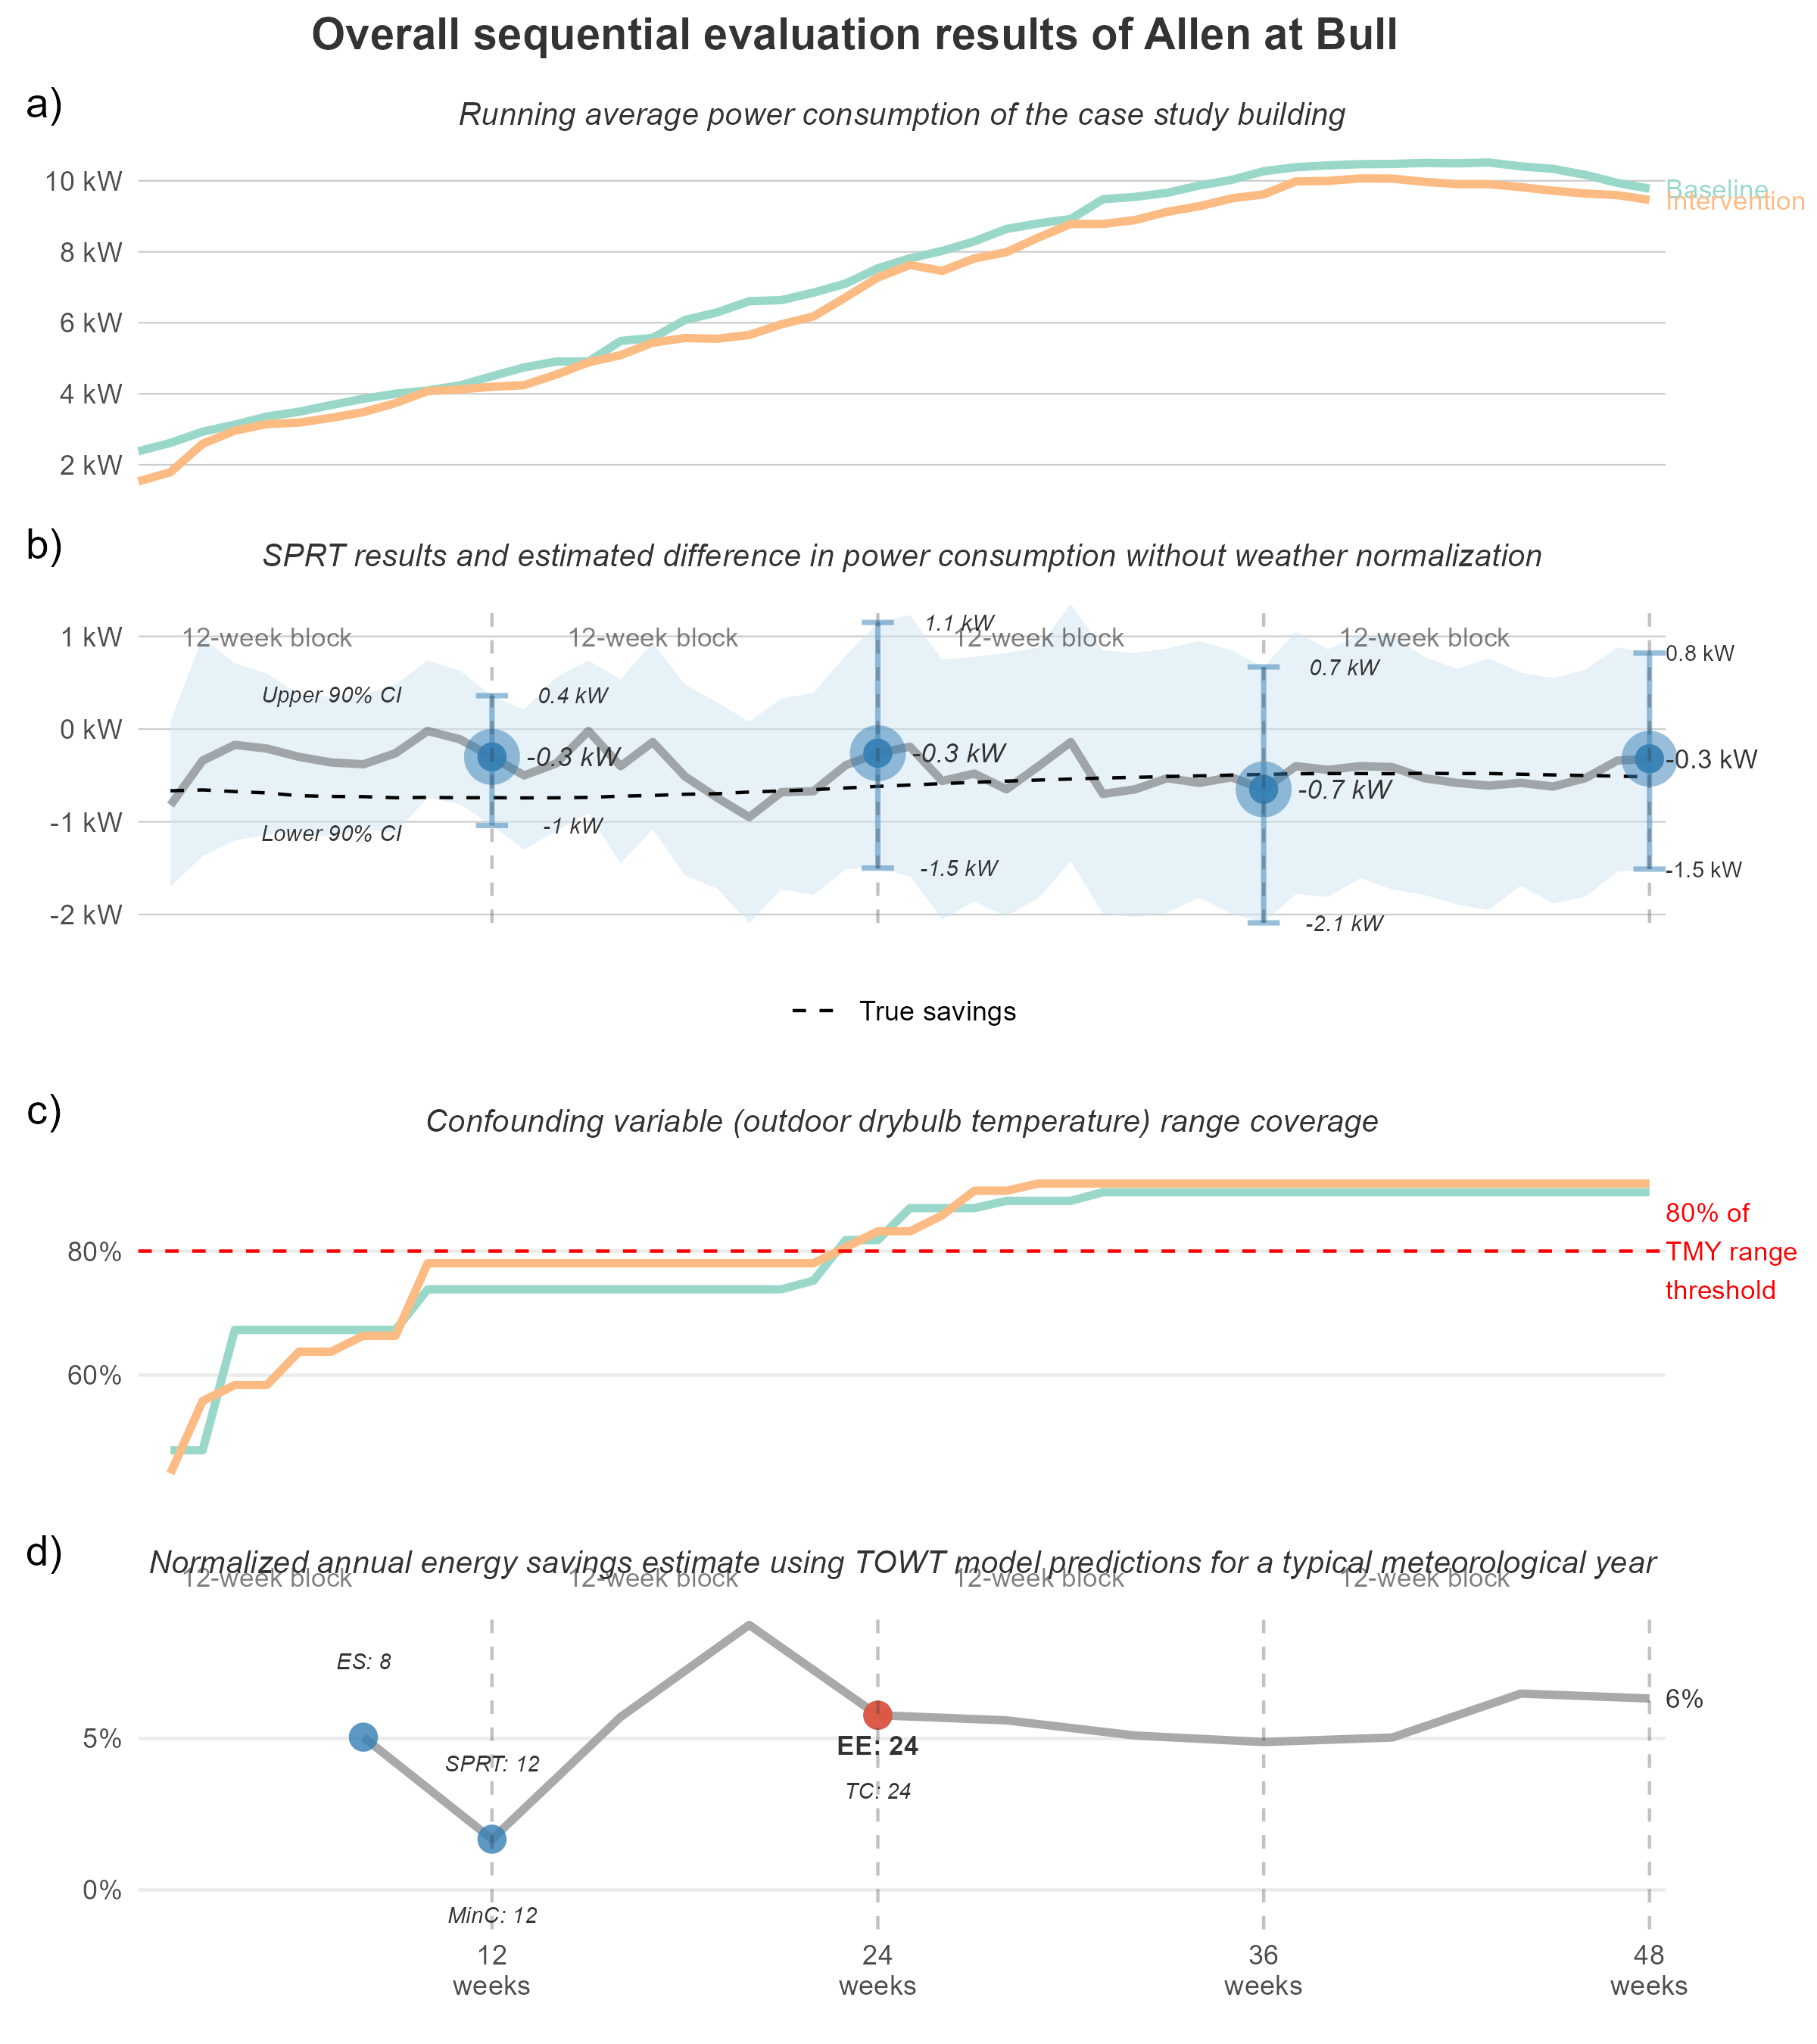 Overall sequential evaluation results of Allen at Bull
a)
Running average power consumption of the case study building
10 kW
8 kW
6 kW
4 kW
2 kW
Baseline
Intervention
b)
SPRT results and estimated difference in power consumption without weather normalization
12-week block
12-week block
12-week block
12-week block
1 kW
0 kW
-1 kW
-2 kW
Upper 90% CI
Lower 90% CI
0.4 kW
-0.3 kW
-1 kW
1.1 kW
-0.3 kW
-1.5 kW
0.7 kW
-0.7 kW
-2.1 kW
0.8 kW
-0.3 kW
-1.5 kW
True savings
c)
Confounding variable (outdoor drybulb temperature) range coverage
80%
60%
80% of
TMY range
threshold
d)
Normalized annual energy savings estimate using TOWT model predictions for a typical meteorological year
12-week block
12-week block
12-week block
12-week block
5%
0%
ES: 8
SPRT: 12
MinC: 12
EE: 24
TC: 24
6%
12
weeks
24
weeks
36
weeks
48
weeks